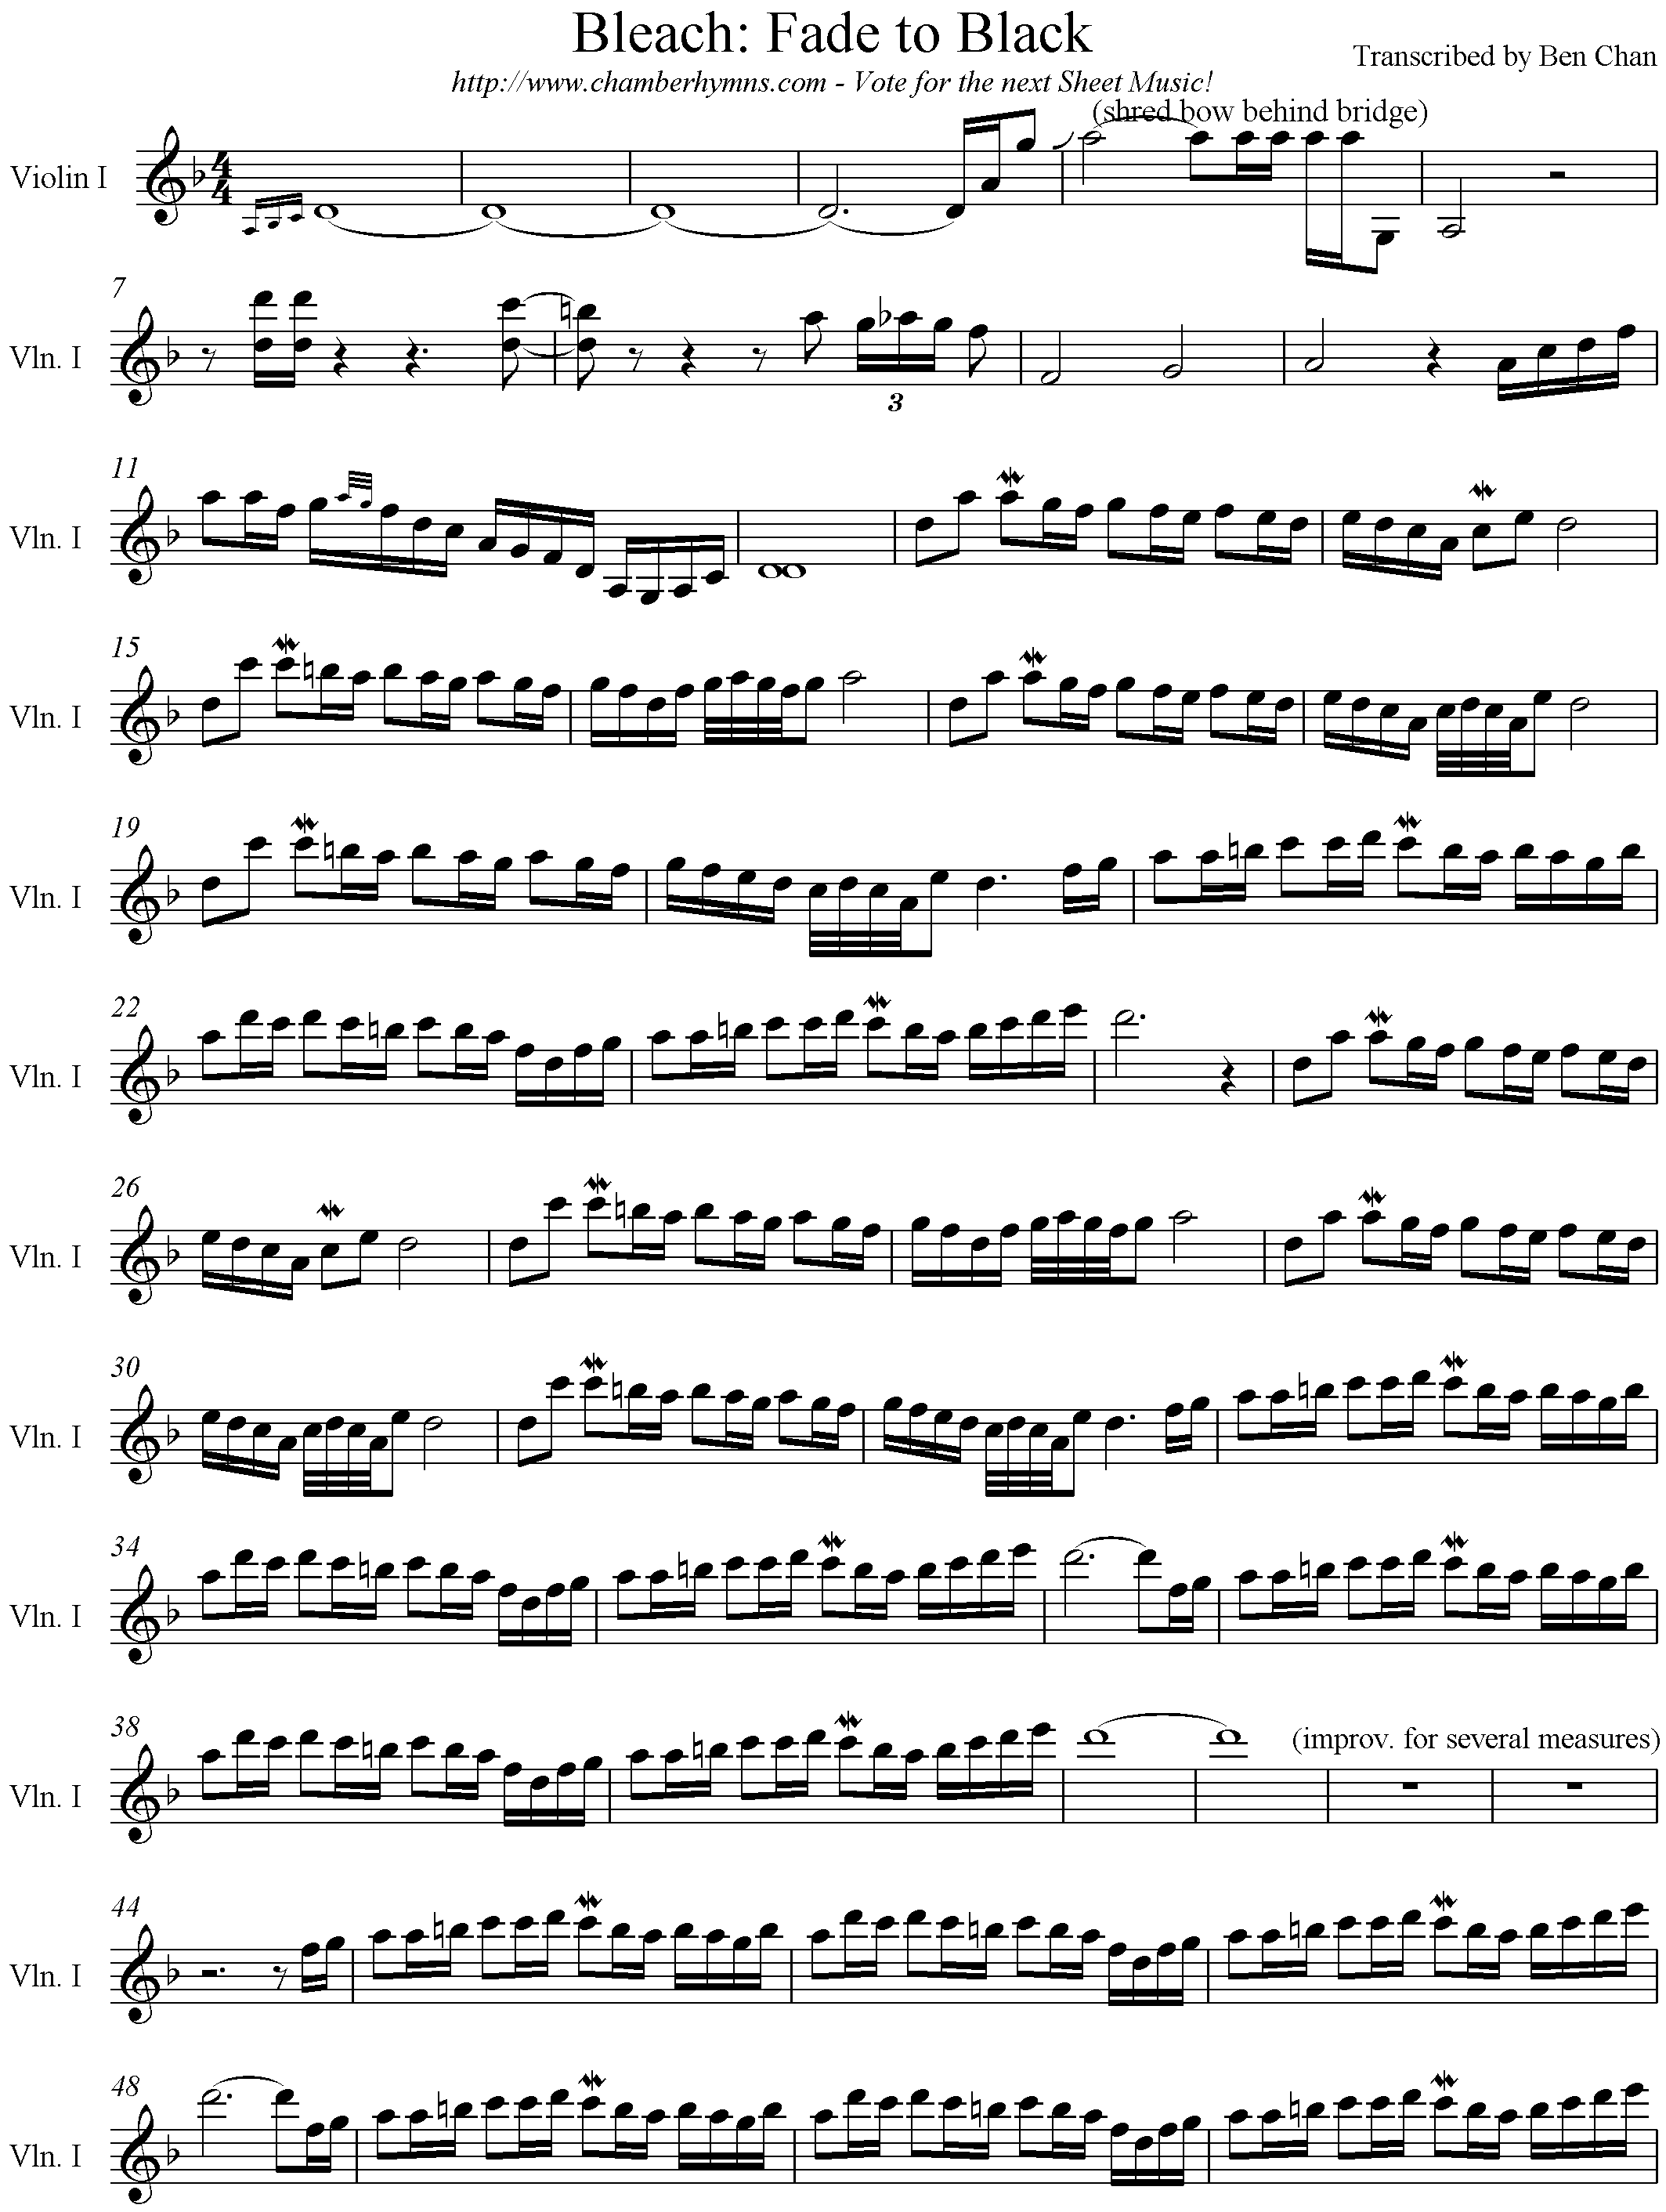 Bleach: Fade to Black
Transcribed by Ben Chan
http://www.chamberhymns.com - Vote for the next Sheet Music!
(shred bow behind bridge)
Violin I
4
4
7
Vln. I
3
11
Vln. I
15
Vln. I
19
Vln. I
22
Vln. I
26
Vln. I
30
Vln. I
34
Vln. I
38
(improv. for several measures)
Vln. I
44
Vln. I
48
Vln. I